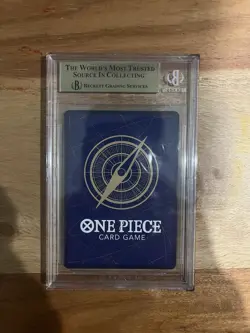 The World's Most Trusted
Source In Collecting
Beckett Grading Services
ONE PIECE
CARD GAME